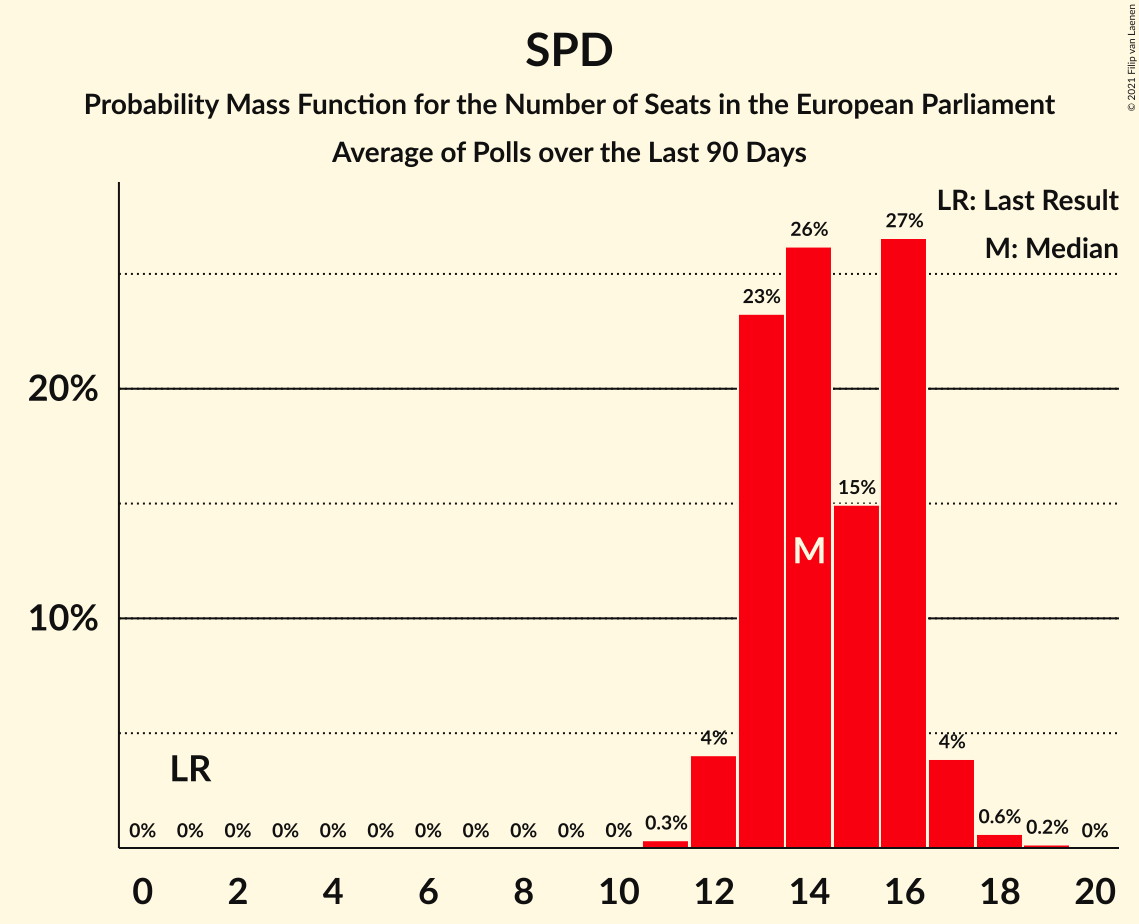 SPD
Probability Mass Function for the Number of Seats in the European Parliament
Average of Polls over the Last 90 Days
© 2021 Filip van Laenen
LR: Last Result
M: Median
20%
10%
0% 0% 0% 0% 0% 0% 0% 0% 0% 0% 0% 0.3% 4% 23% 26% 15% 27% 4% 0.6% 0.2% 0%
LR
M
0 2 4 6 8 10 12 14 16 18 20